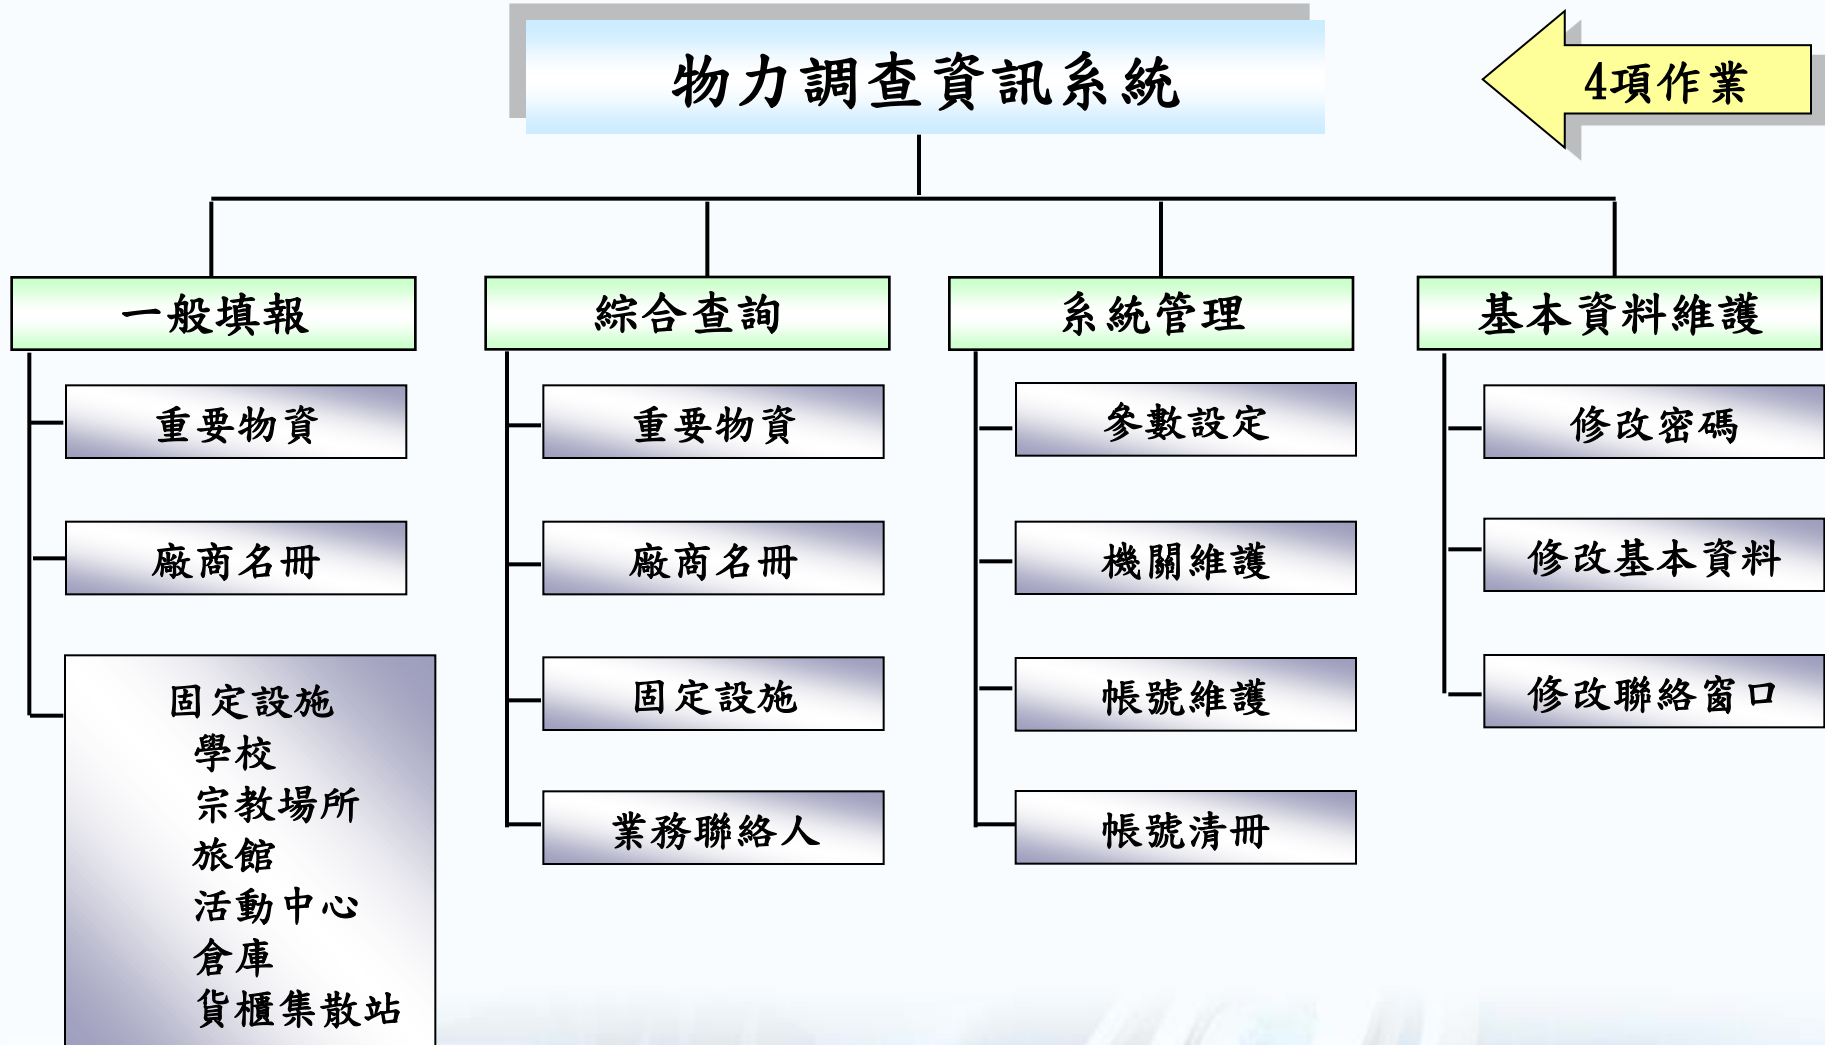 物力調查資訊系統
4項作業
一般填報
重要物資
廠商名冊
固定設施
學校
宗教場所
旅館
活動中心
倉庫
貨櫃集散站
綜合查詢
重要物資
廠商名冊
固定設施
業務聯絡人
系統管理
參數設定
機關維護
帳號維護
帳號清冊
基本資料維護
修改密碼
修改基本資料
修改聯絡窗口